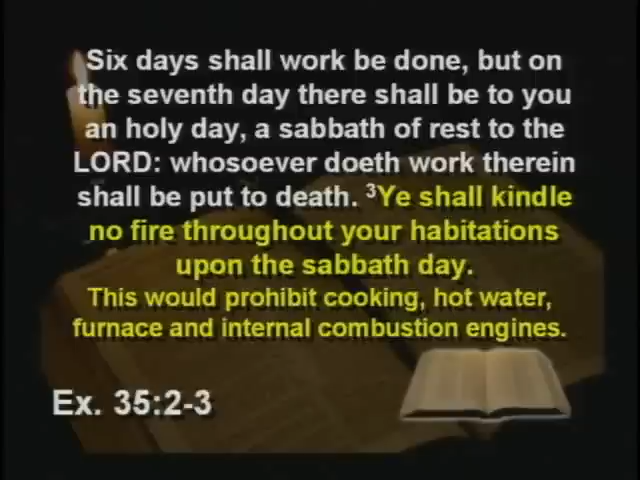 Six days shall work be done, but on
the seventh day there shall be to you
an holy day, a sabbath of rest to the
LORD: whosoever doeth work therein
shall be put to death. ³Ye shall kindle
no fire throughout your habitations
upon the sabbath day.
This would prohibit cooking, hot water,
furnace and internal combustion engines.
Ex. 35:2-3